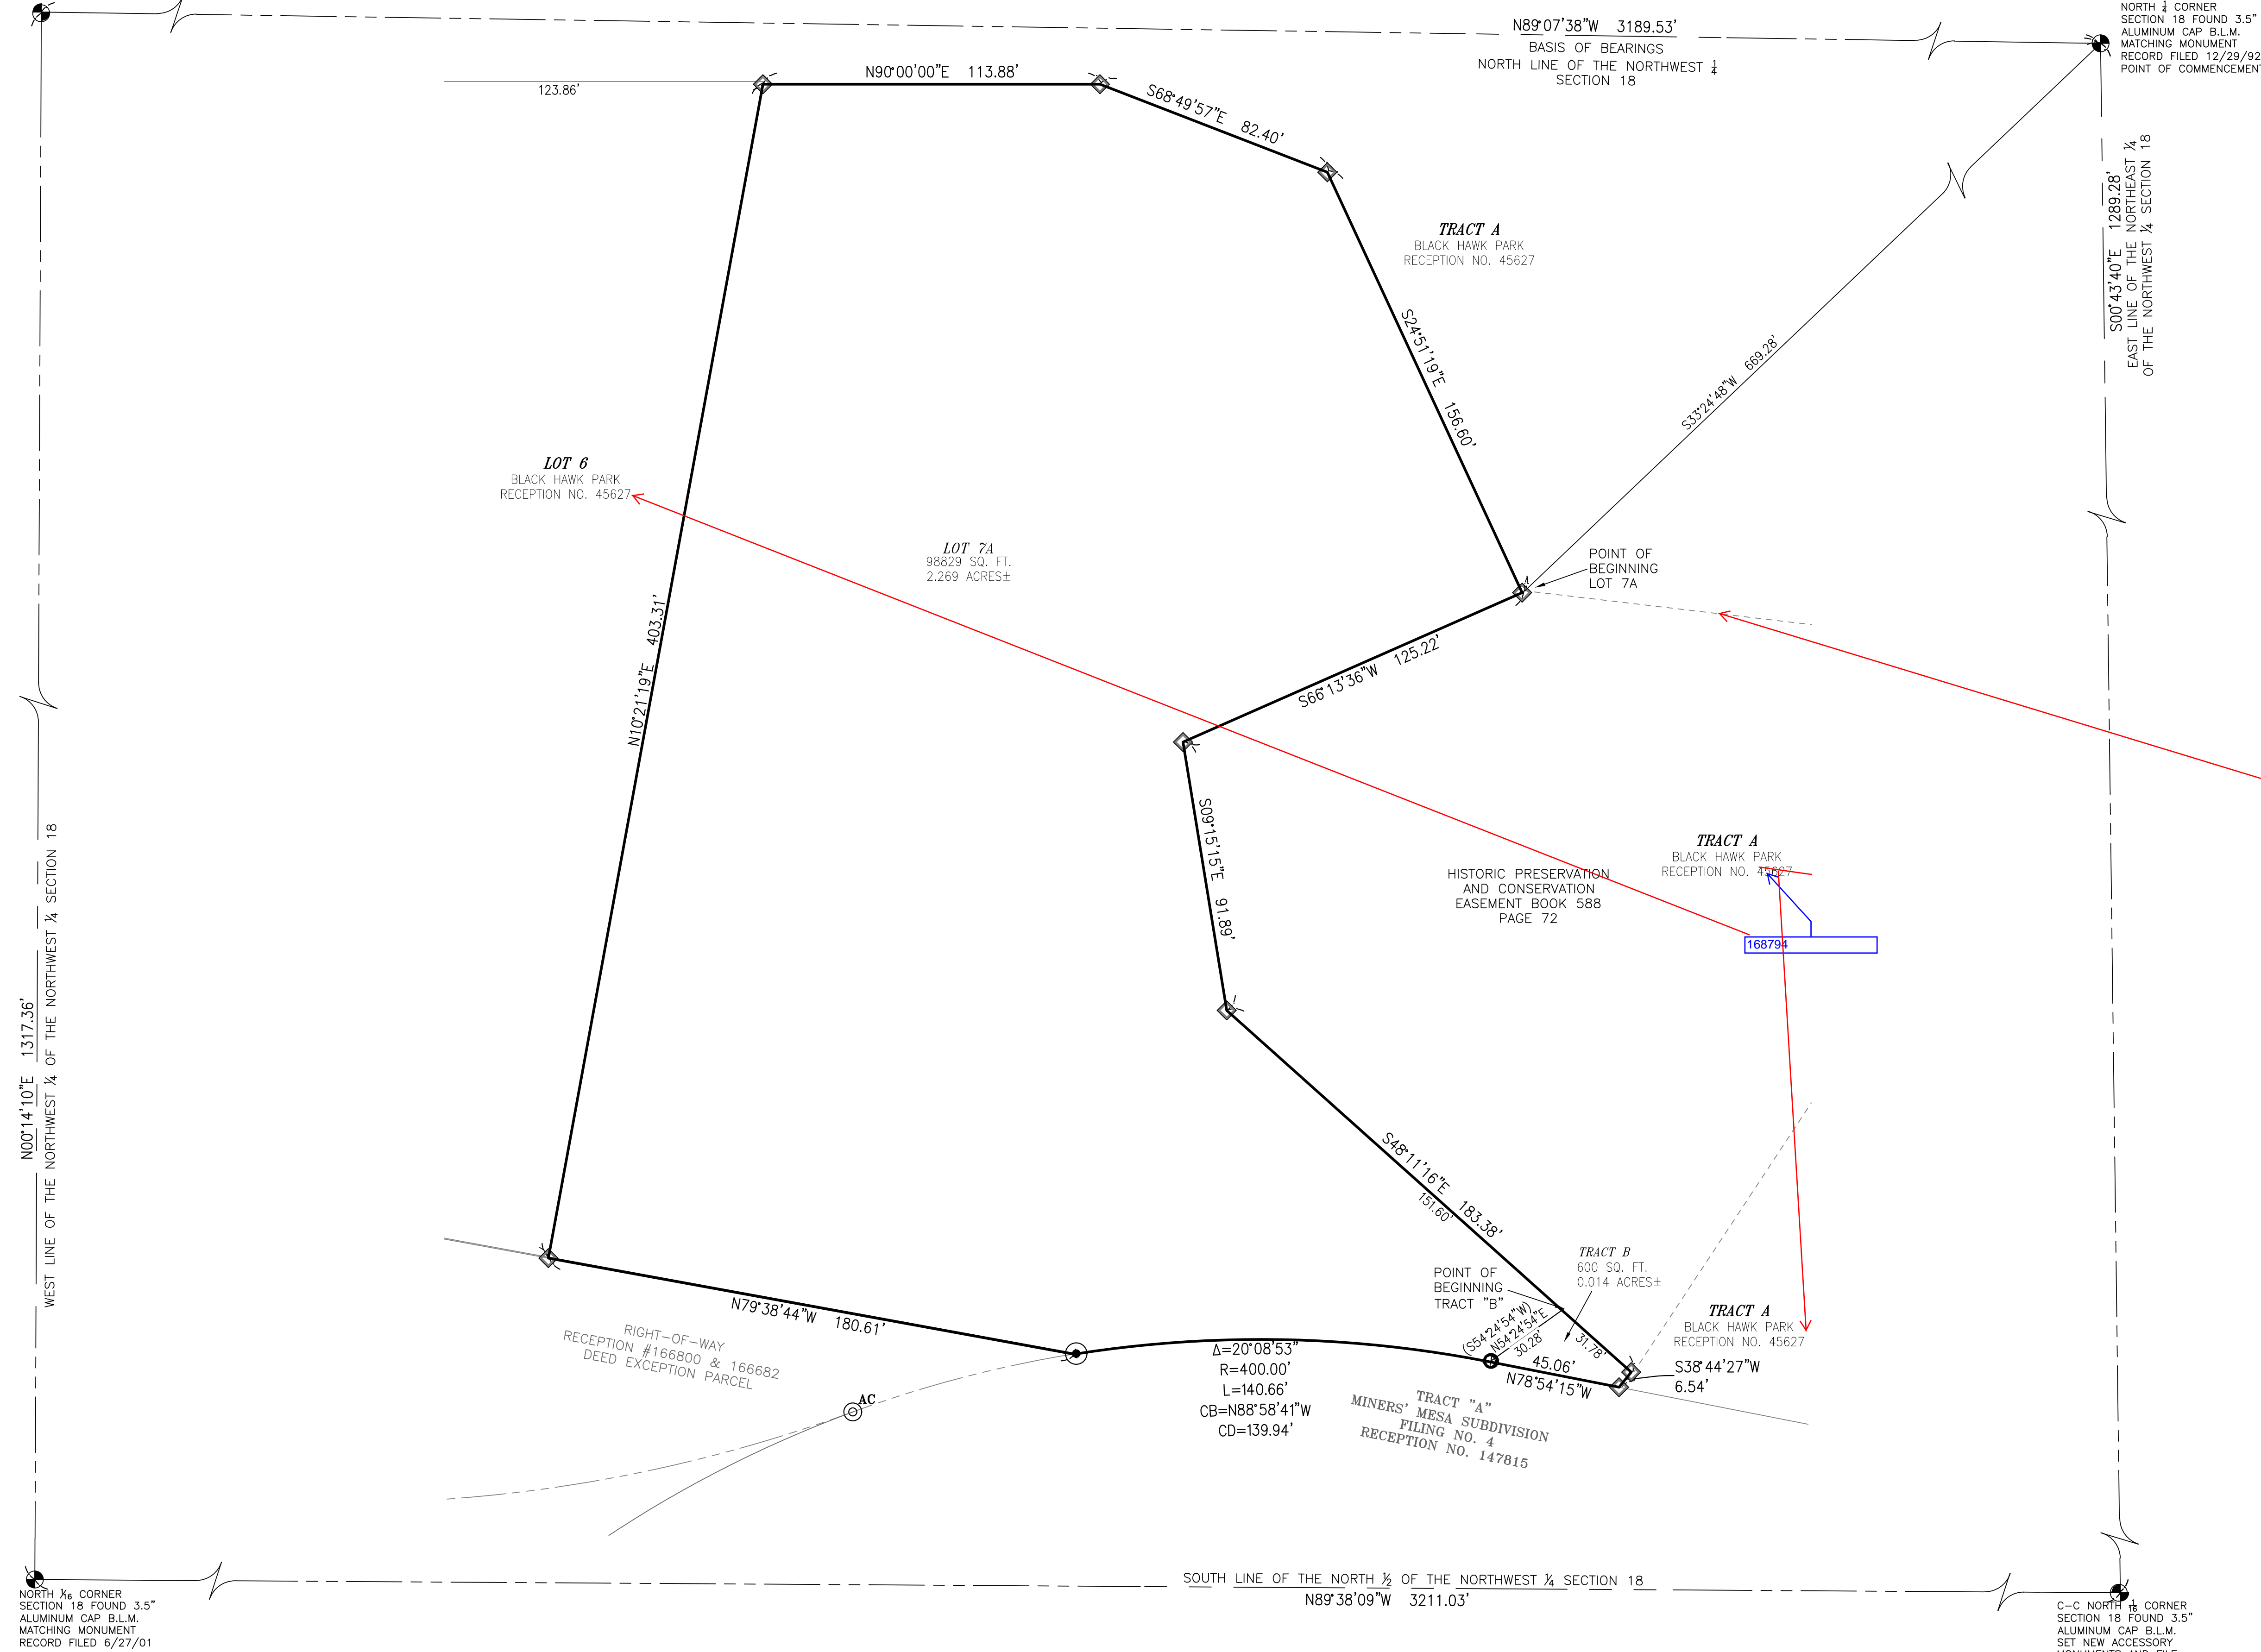 N89°07'38"W 3189.53'
BASIS OF BEARINGS
NORTH LINE OF THE NORTHWEST 1/4
SECTION 18
NORTH 1/4 CORNER
SECTION 18 FOUND 3.5"
ALUMINUM CAP B.L.M.
MATCHING MONUMENT
RECORD FILED 12/29/92
POINT OF COMMENCEMENT
123.86'
N90°00'00"E 113.88'
S68°49'57"E 82.40'
TRACT A
BLACK HAWK PARK
RECEPTION NO. 45627
S00°43'40"E 1289.28'
EAST LINE OF THE NORTHEAST 1/4
OF THE NORTHWEST 1/4 SECTION 18
S24°51'19"E 156.60'
S33°24'48"W 669.28'
LOT 6
BLACK HAWK PARK
RECEPTION NO. 45627
LOT 7A
98829 SQ. FT.
2.269 ACRES±
POINT OF
BEGINNING
LOT 7A
A
N10°21'19"E 403.31'
S66°13'36"W 125.22'
S09°15'15"E 91.89'
HISTORIC PRESERVATION
AND CONSERVATION
EASEMENT BOOK 588
PAGE 72
TRACT A
BLACK HAWK PARK
RECEPTION NO. 45627
168794
N00°14'10"E 1317.36'
WEST LINE OF THE NORTHWEST 1/4 OF THE NORTHWEST 1/4 SECTION 18
S48°11'16"E 183.38'
151.60'
TRACT B
600 SQ. FT.
0.014 ACRES±
POINT OF
BEGINNING
TRACT "B"
(S54°24'54"W)
N54°24'54"E
30.28'
31.78'
TRACT A
BLACK HAWK PARK
RECEPTION NO. 45627
N79°38'44"W 180.61'
RIGHT-OF-WAY
RECEPTION #166800 & 166682
DEED EXCEPTION PARCEL
AC
Δ=20°08'53"
R=400.00'
L=140.66'
CB=N88°58'41"W
CD=139.94'
45.06'
N78°54'15"W
S38°44'27"W
6.54'
TRACT "A"
MINERS' MESA SUBDIVISION
FILING NO. 4
RECEPTION NO. 147815
SOUTH LINE OF THE NORTH 1/2 OF THE NORTHWEST 1/4 SECTION 18
N89°38'09"W 3211.03'
NORTH 1/16 CORNER
SECTION 18 FOUND 3.5"
ALUMINUM CAP B.L.M.
MATCHING MONUMENT
RECORD FILED 6/27/01
C-C NORTH 1/16 CORNER
SECTION 18 FOUND 3.5"
ALUMINUM CAP B.L.M.
SET NEW ACCESSORY
MONUMENTS AND FILE